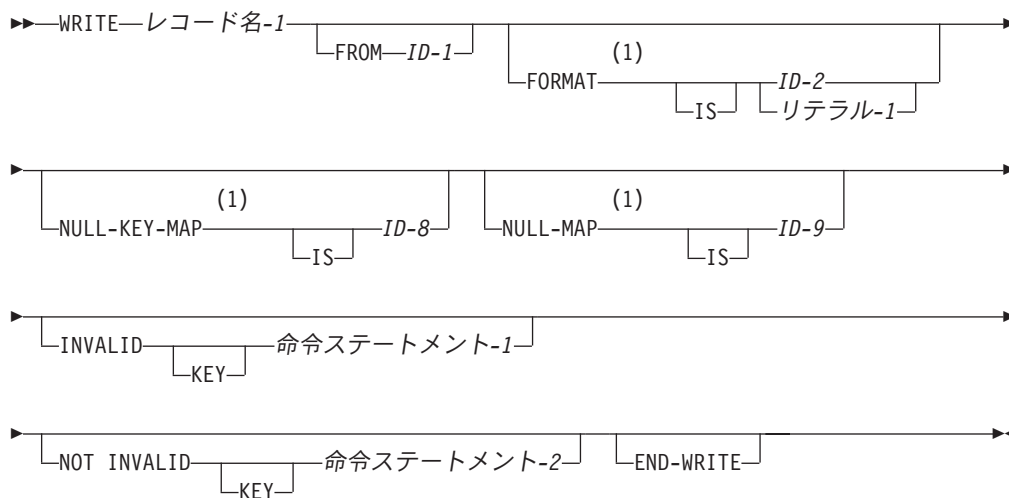 WRITE レコード名-1
FROM ID-1
(1)
FORMAT ID-2
IS リテラル-1
(1) (1)
NULL-KEY-MAP ID-8 NULL-MAP ID-9
IS IS
INVALID 命令ステートメント-1
KEY
NOT INVALID 命令ステートメント-2 END-WRITE
KEY